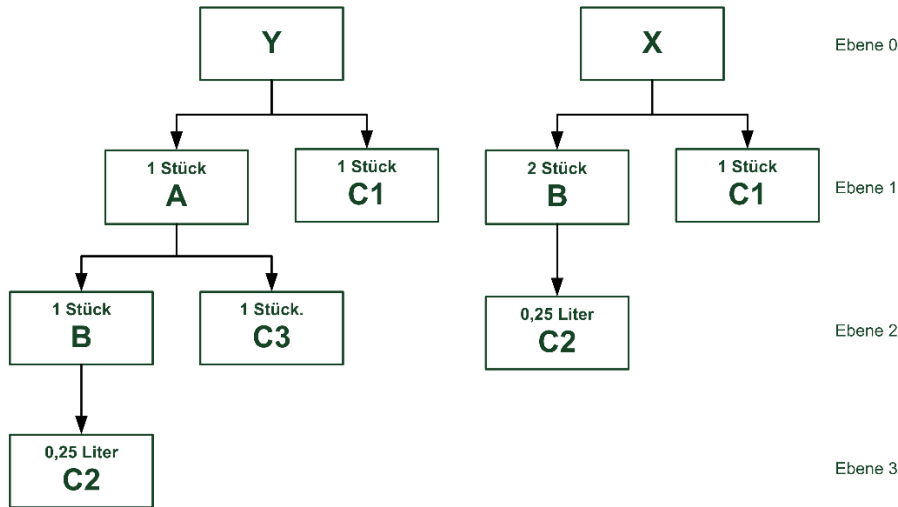 Y
X
Ebene 0
1 Stück
A
1 Stück
C1
2 Stück
B
1 Stück
C1
Ebene 1
1 Stück
B
1 Stück.
C3
0,25 Liter
C2
Ebene 2
0,25 Liter
C2
Ebene 3